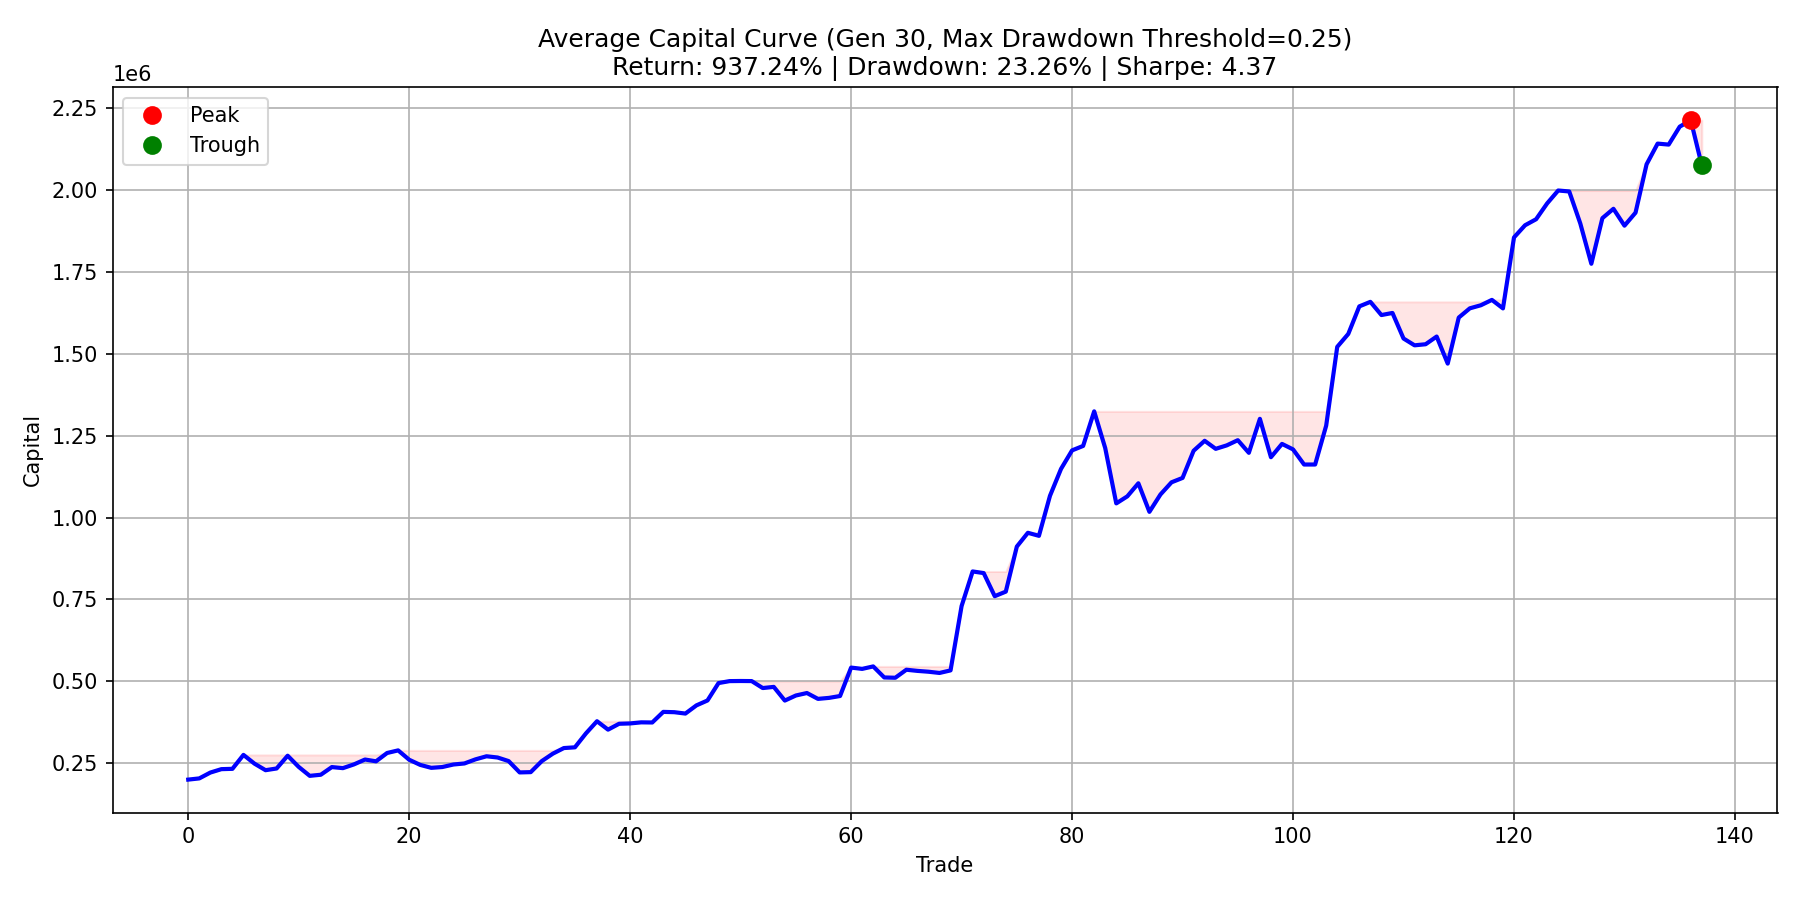 Average Capital Curve (Gen 30, Max Drawdown Threshold=0.25)
Return: 937.24% | Drawdown: 23.26% | Sharpe: 4.37
1e6
Peak
Trough
2.25
2.00
1.75
1.50
1.25
1.00
0.75
0.50
0.25
Capital
0 20 40 60 80 100 120 140
Trade